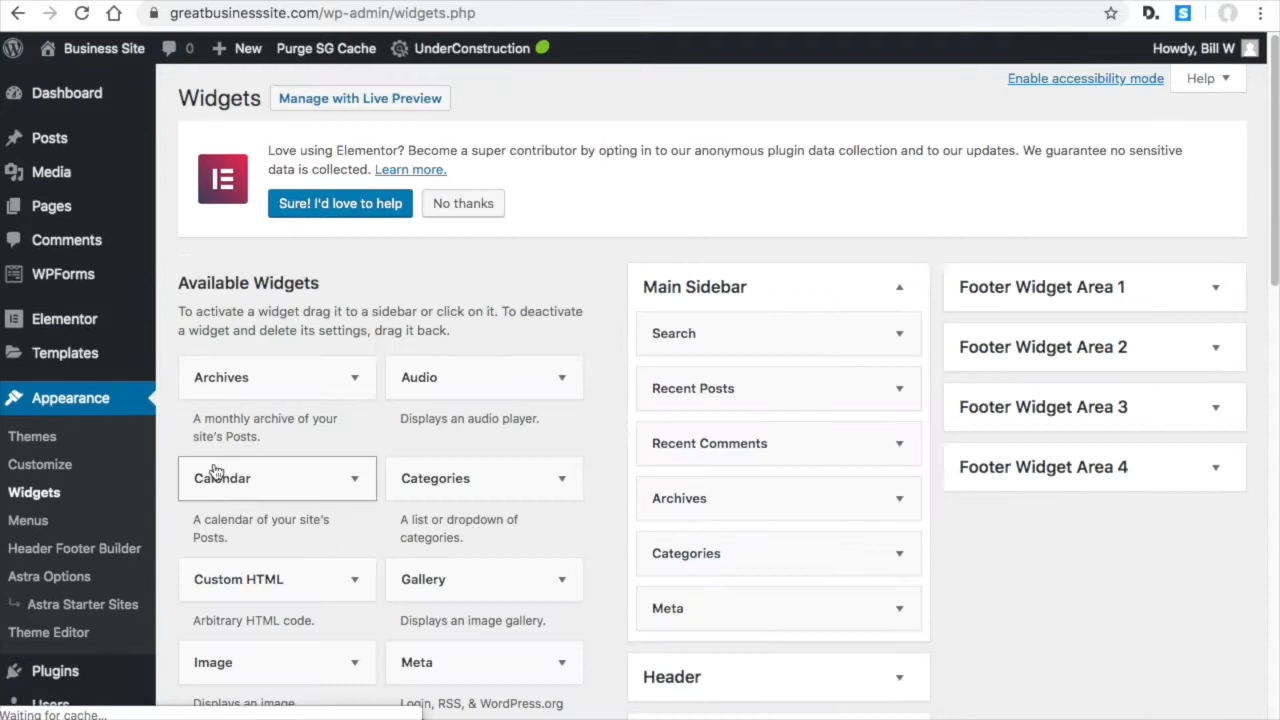 greatbusinesssite.com/wp-admin/widgets.php
Business Site
0
New
Purge SG Cache
UnderConstruction
Howdy, Bill W
Dashboard
Posts
Media
Pages
Comments
WPForms
Elementor
Templates
Appearance
Themes
Customize
Widgets
Menus
Header Footer Builder
Astra Options
Astra Starter Sites
Theme Editor
Plugins
Users
Waiting for cache...
Enable accessibility mode
Help
Widgets
Manage with Live Preview
Love using Elementor? Become a super contributor by opting in to our anonymous plugin data collection and to our updates. We guarantee no sensitive
data is collected. Learn more.
Sure! I'd love to help
No thanks
Available Widgets
To activate a widget drag it to a sidebar or click on it. To deactivate
a widget and delete its settings, drag it back.
Archives
A monthly archive of your
site's Posts.
Audio
Displays an audio player.
Calendar
A calendar of your site's
Posts.
Categories
A list or dropdown of
categories.
Custom HTML
Arbitrary HTML code.
Gallery
Displays an image gallery.
Image
Displays an image.
Meta
Login, RSS, & WordPress.org
Main Sidebar
Search
Recent Posts
Recent Comments
Archives
Categories
Meta
Header
Footer Widget Area 1
Footer Widget Area 2
Footer Widget Area 3
Footer Widget Area 4